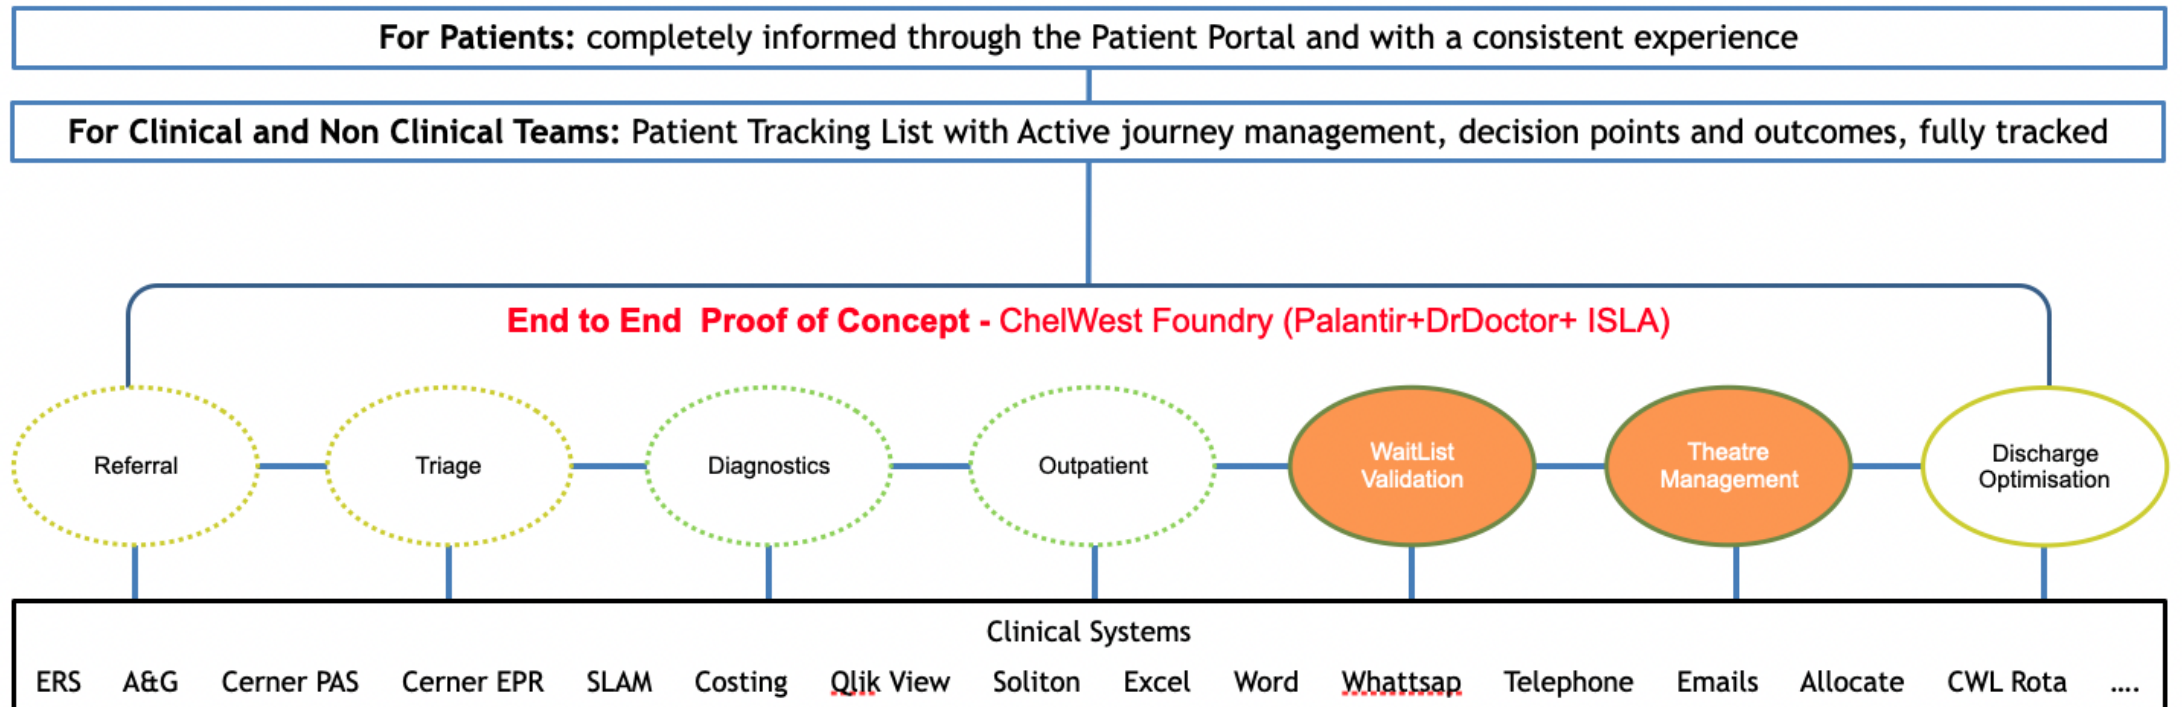 For Patients: completely informed through the Patient Portal and with a consistent experience
For Clinical and Non Clinical Teams: Patient Tracking List with Active journey management, decision points and outcomes, fully tracked
End to End  Proof of Concept - ChelWest Foundry (Palantir+DrDoctor+ ISLA)
Referral
Triage
Diagnostics
Outpatient
WaitList
Validation
Theatre
Management
Discharge
Optimisation
Clinical Systems
ERS A&G Cerner PAS Cerner EPR SLAM Costing Qlik View Soliton Excel Word Whattsap Telephone Emails Allocate CWL Rota ....